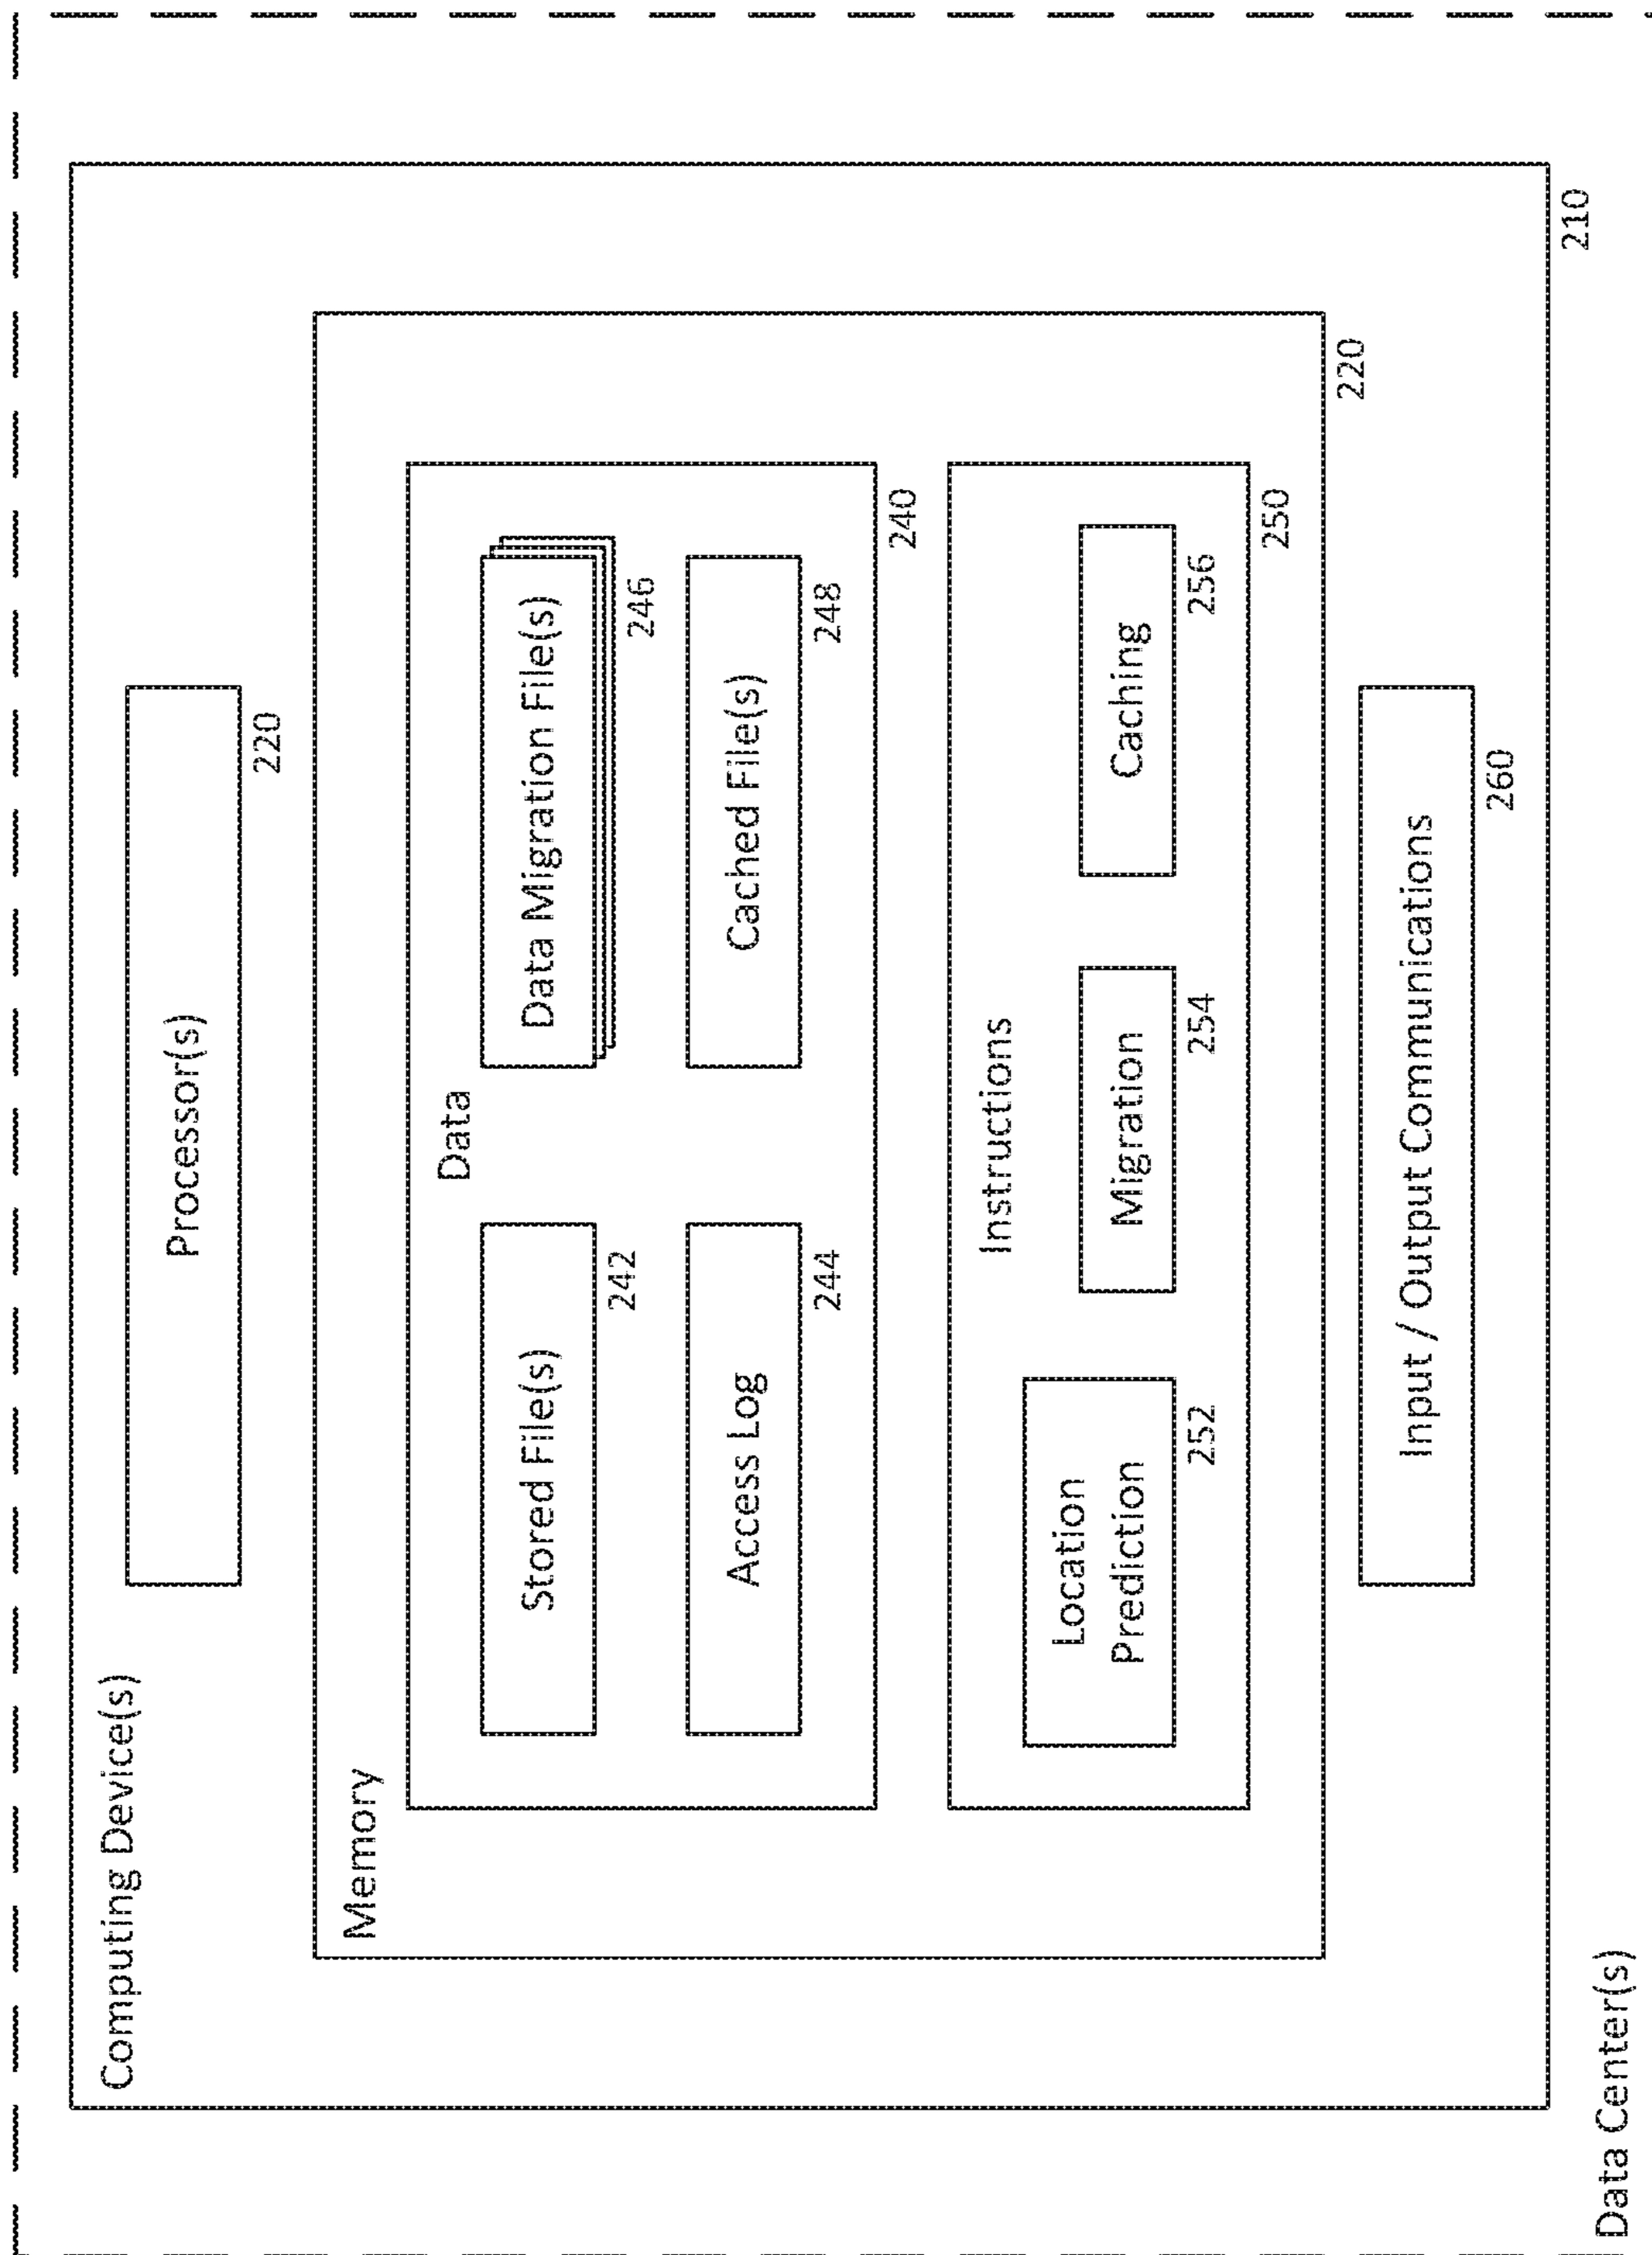 Computing Device(s)
Processor(s)
220
Memory
Data
Stored File(s)
242
Data Migration File(s)
246
Access Log
244
Cached File(s)
248
240
Instructions
Location
Prediction
252
Migration
254
Caching
256
250
220
Input / Output Communications
260
210
Data Center(s)